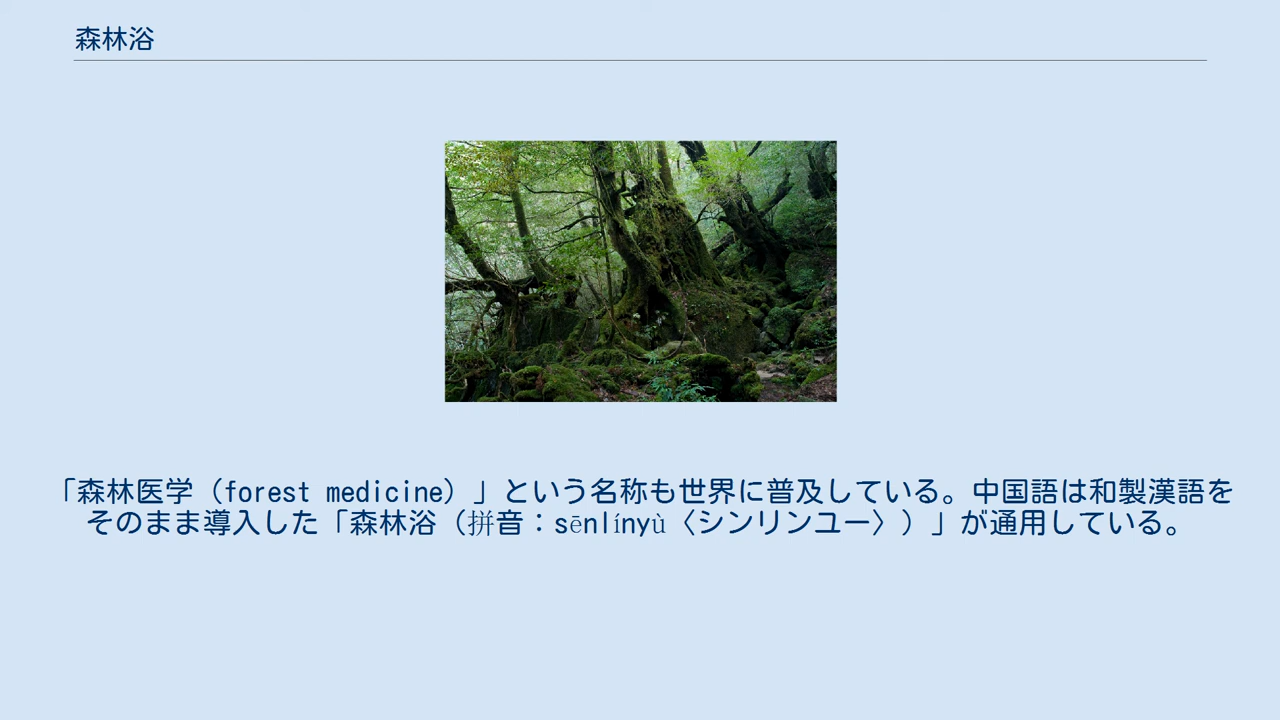 森林浴
「森林医学（forest medicine）」という名称も世界に普及している。中国語は和製漢語を
そのまま導入した「森林浴（拼音：sēnlínyù〈シンリンユー〉）」が通用している。